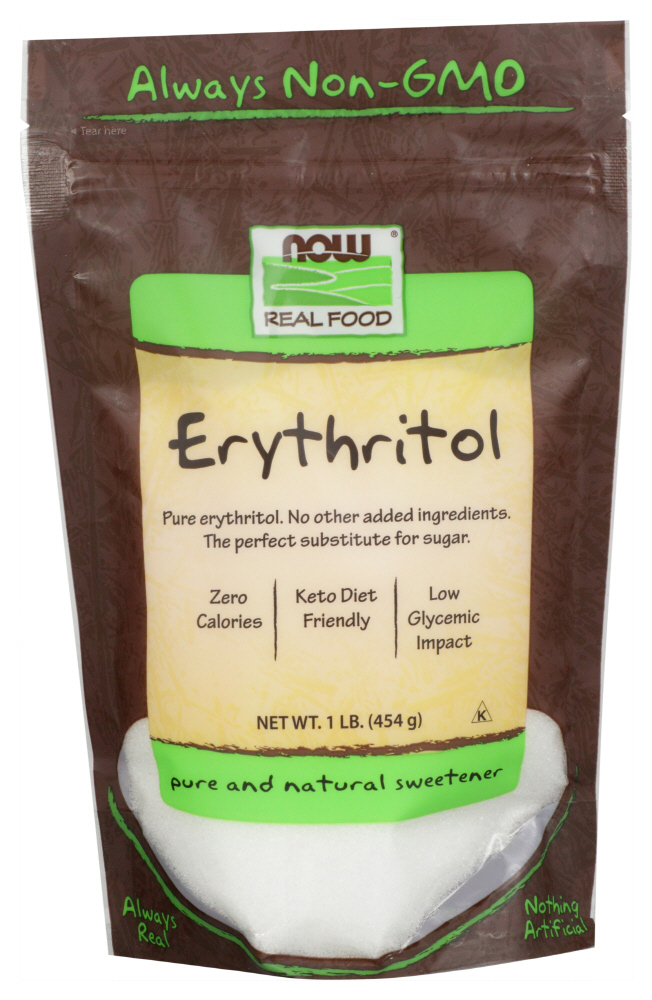 Always Non-GMO
Tear here
NOW®
REAL FOOD
Erythritol
Pure erythritol. No other added ingredients.
The perfect substitute for sugar.
Zero
Calories
Keto Diet
Friendly
Low
Glycemic
Impact
NET WT. 1 LB. (454 g)
K
pure and natural sweetener
Always
Real
Nothing
Artificial